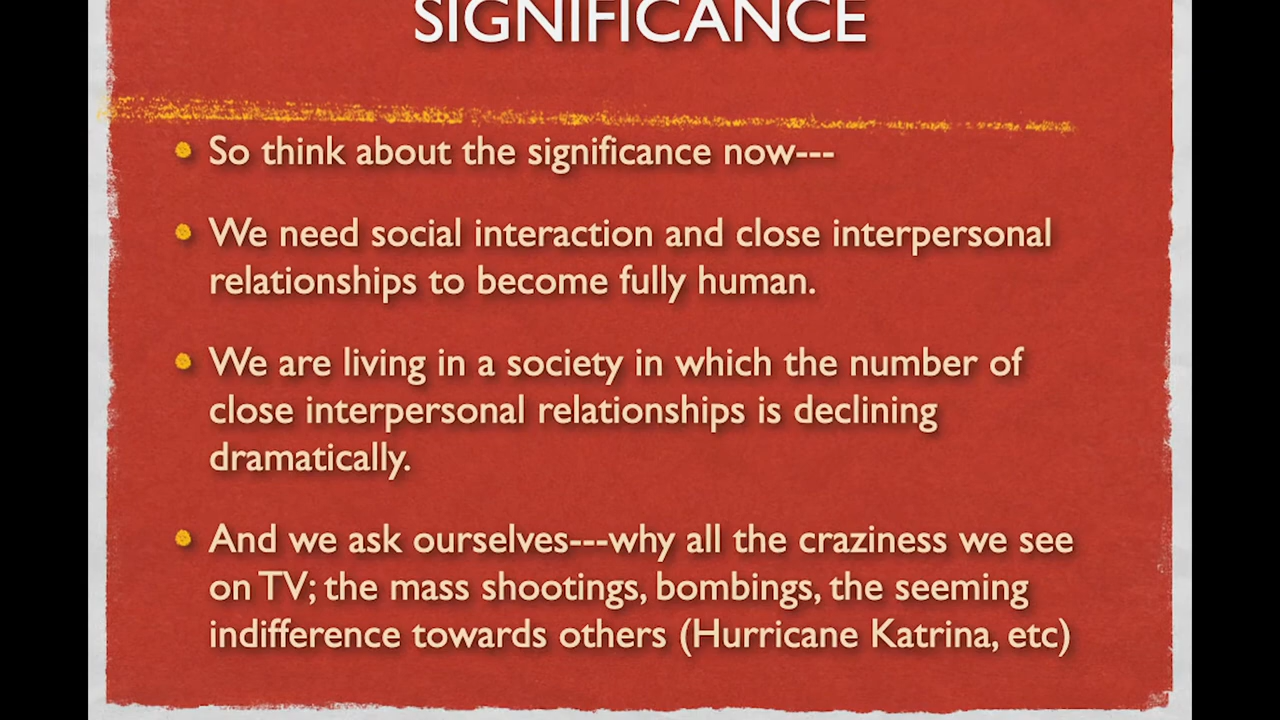 SIGNIFICANCE
So think about the significance now---
We need social interaction and close interpersonal
relationships to become fully human.
We are living in a society in which the number of
close interpersonal relationships is declining
dramatically.
And we ask ourselves---why all the craziness we see
on TV; the mass shootings, bombings, the seeming
indifference towards others (Hurricane Katrina, etc)